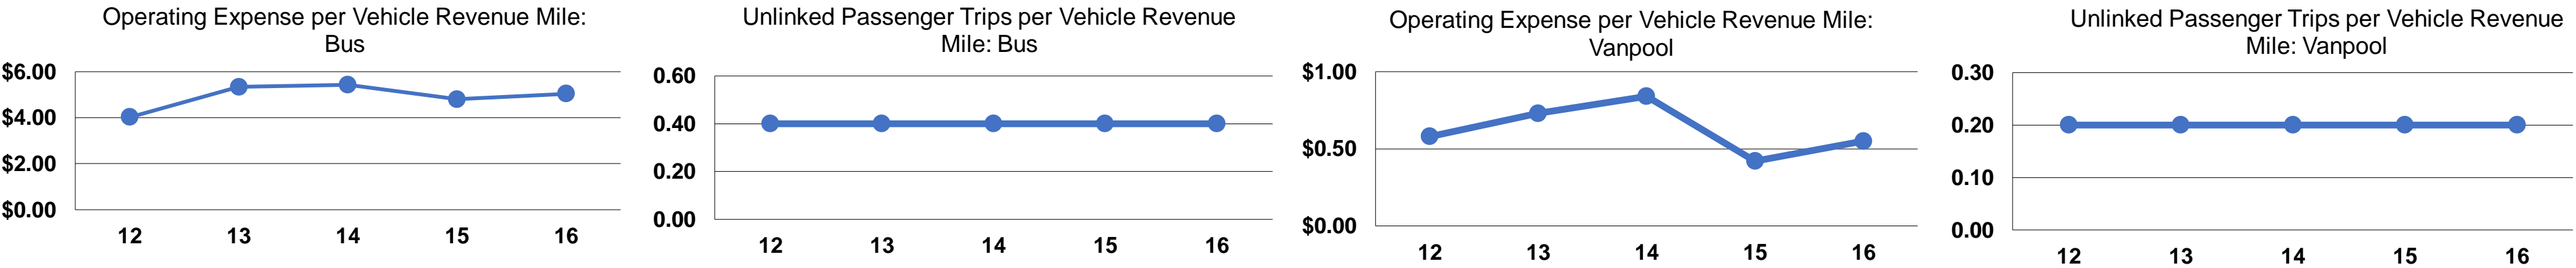 Operating Expense per Vehicle Revenue Mile:
Bus
$6.00
$4.00
$2.00
$0.00
12 13 14 15 16
Unlinked Passenger Trips per Vehicle Revenue
Mile: Bus
0.60
0.40
0.20
0.00
12 13 14 15 16
Operating Expense per Vehicle Revenue Mile:
Vanpool
$1.00
$0.50
$0.00
12 13 14 15 16
Unlinked Passenger Trips per Vehicle Revenue
Mile: Vanpool
0.30
0.20
0.10
0.00
12 13 14 15 16